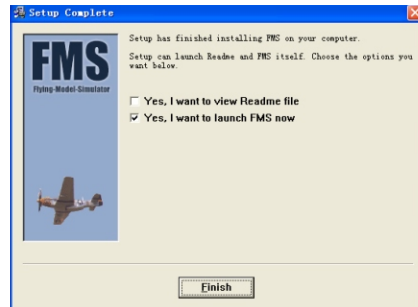 Setup Complete
Setup has finished installing FMS on your computer.
Setup can launch Readme and FMS itself. Choose the options you
want below.
FMS
Flying-Model-Simulator
Yes, I want to view Readme file
Yes, I want to launch FMS now
Finish